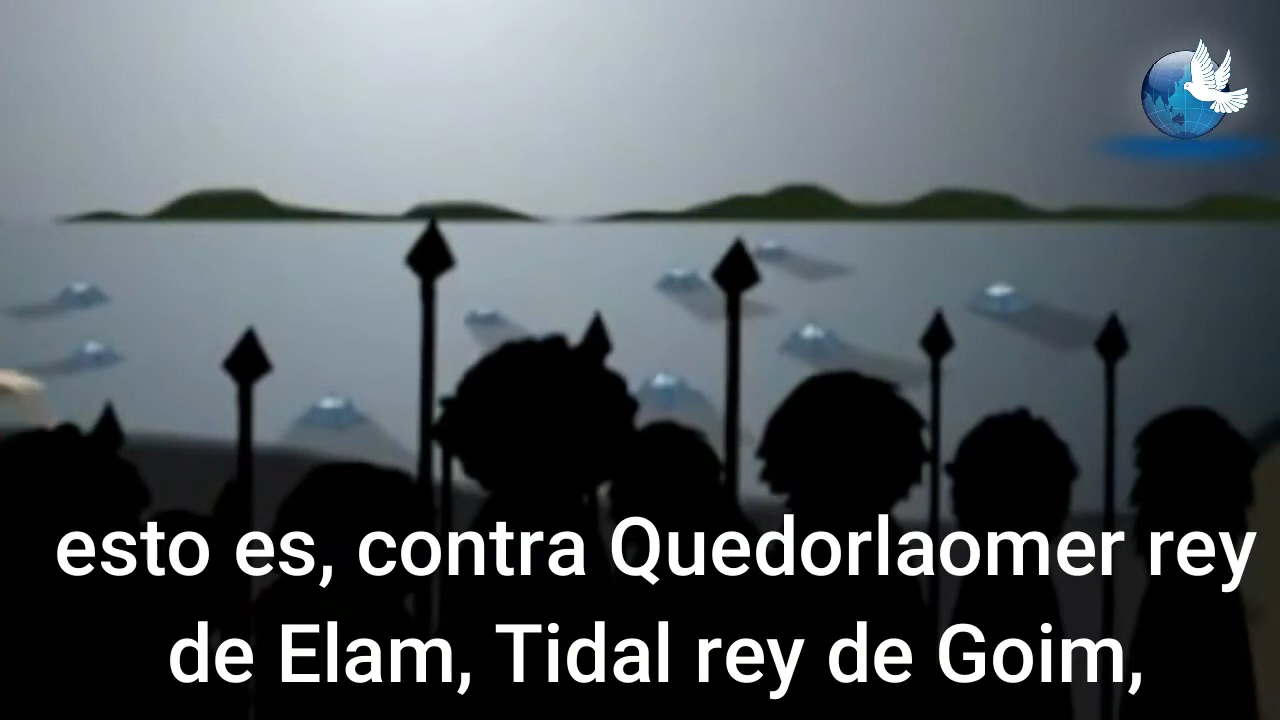 esto es, contra Quedorlaomer rey
de Elam, Tidal rey de Goim,